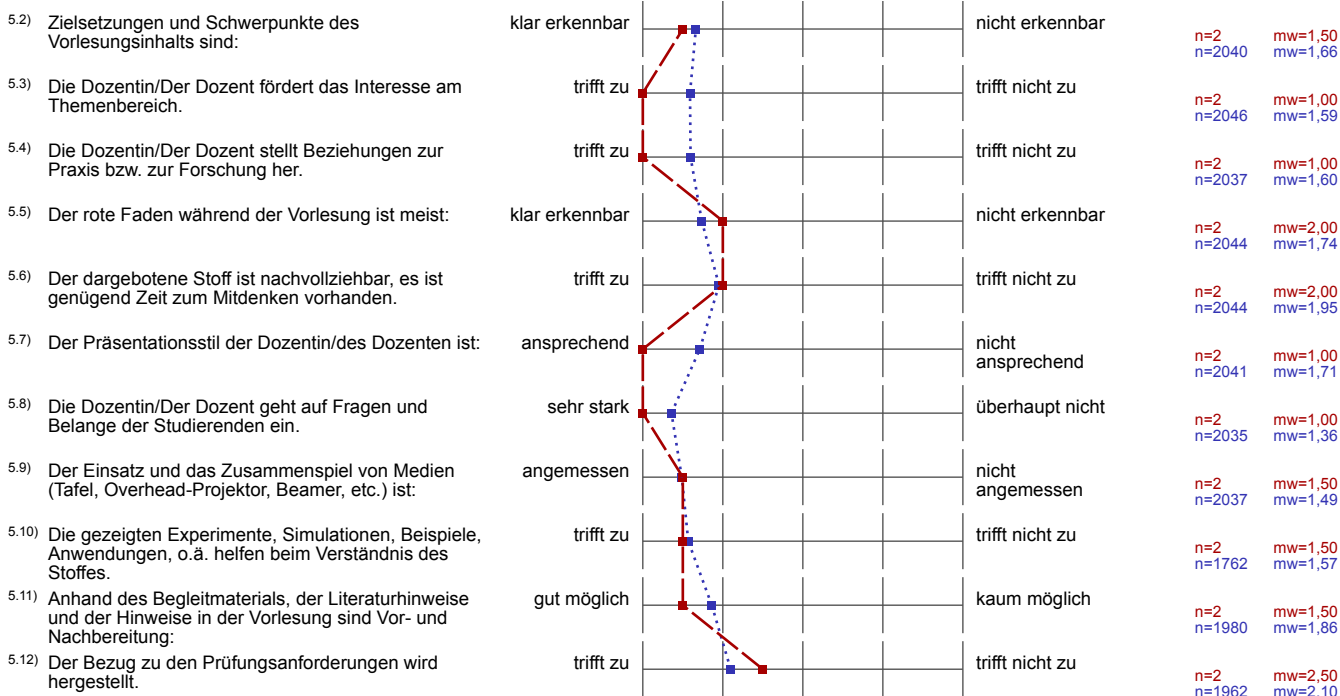 5.2) Zielsetzungen und Schwerpunkte des
Vorlesungsinhalts sind:
klar erkennbar
nicht erkennbar
n=2 mw=1,50
n=2040 mw=1,66
5.3) Die Dozentin/Der Dozent fördert das Interesse am
Themenbereich.
trifft zu
trifft nicht zu
n=2 mw=1,00
n=2046 mw=1,59
5.4) Die Dozentin/Der Dozent stellt Beziehungen zur
Praxis bzw. zur Forschung her.
trifft zu
trifft nicht zu
n=2 mw=1,00
n=2037 mw=1,60
5.5) Der rote Faden während der Vorlesung ist meist:
klar erkennbar
nicht erkennbar
n=2 mw=2,00
n=2044 mw=1,74
5.6) Der dargebotene Stoff ist nachvollziehbar, es ist
genügend Zeit zum Mitdenken vorhanden.
trifft zu
trifft nicht zu
n=2 mw=2,00
n=2044 mw=1,95
5.7) Der Präsentationsstil der Dozentin/des Dozenten ist:
ansprechend
nicht
ansprechend
n=2 mw=1,00
n=2041 mw=1,71
5.8) Die Dozentin/Der Dozent geht auf Fragen und
Belange der Studierenden ein.
sehr stark
überhaupt nicht
n=2 mw=1,00
n=2035 mw=1,36
5.9) Der Einsatz und das Zusammenspiel von Medien
(Tafel, Overhead-Projektor, Beamer, etc.) ist:
angemessen
nicht
angemessen
n=2 mw=1,50
n=2037 mw=1,49
5.10) Die gezeigten Experimente, Simulationen, Beispiele,
Anwendungen, o.ä. helfen beim Verständnis des
Stoffes.
trifft zu
trifft nicht zu
n=2 mw=1,50
n=1762 mw=1,57
5.11) Anhand des Begleitmaterials, der Literaturhinweise
und der Hinweise in der Vorlesung sind Vor- und
Nachbereitung:
gut möglich
kaum möglich
n=2 mw=1,50
n=1980 mw=1,86
5.12) Der Bezug zu den Prüfungsanforderungen wird
hergestellt.
trifft zu
trifft nicht zu
n=2 mw=2,50
n=1962 mw=2,10